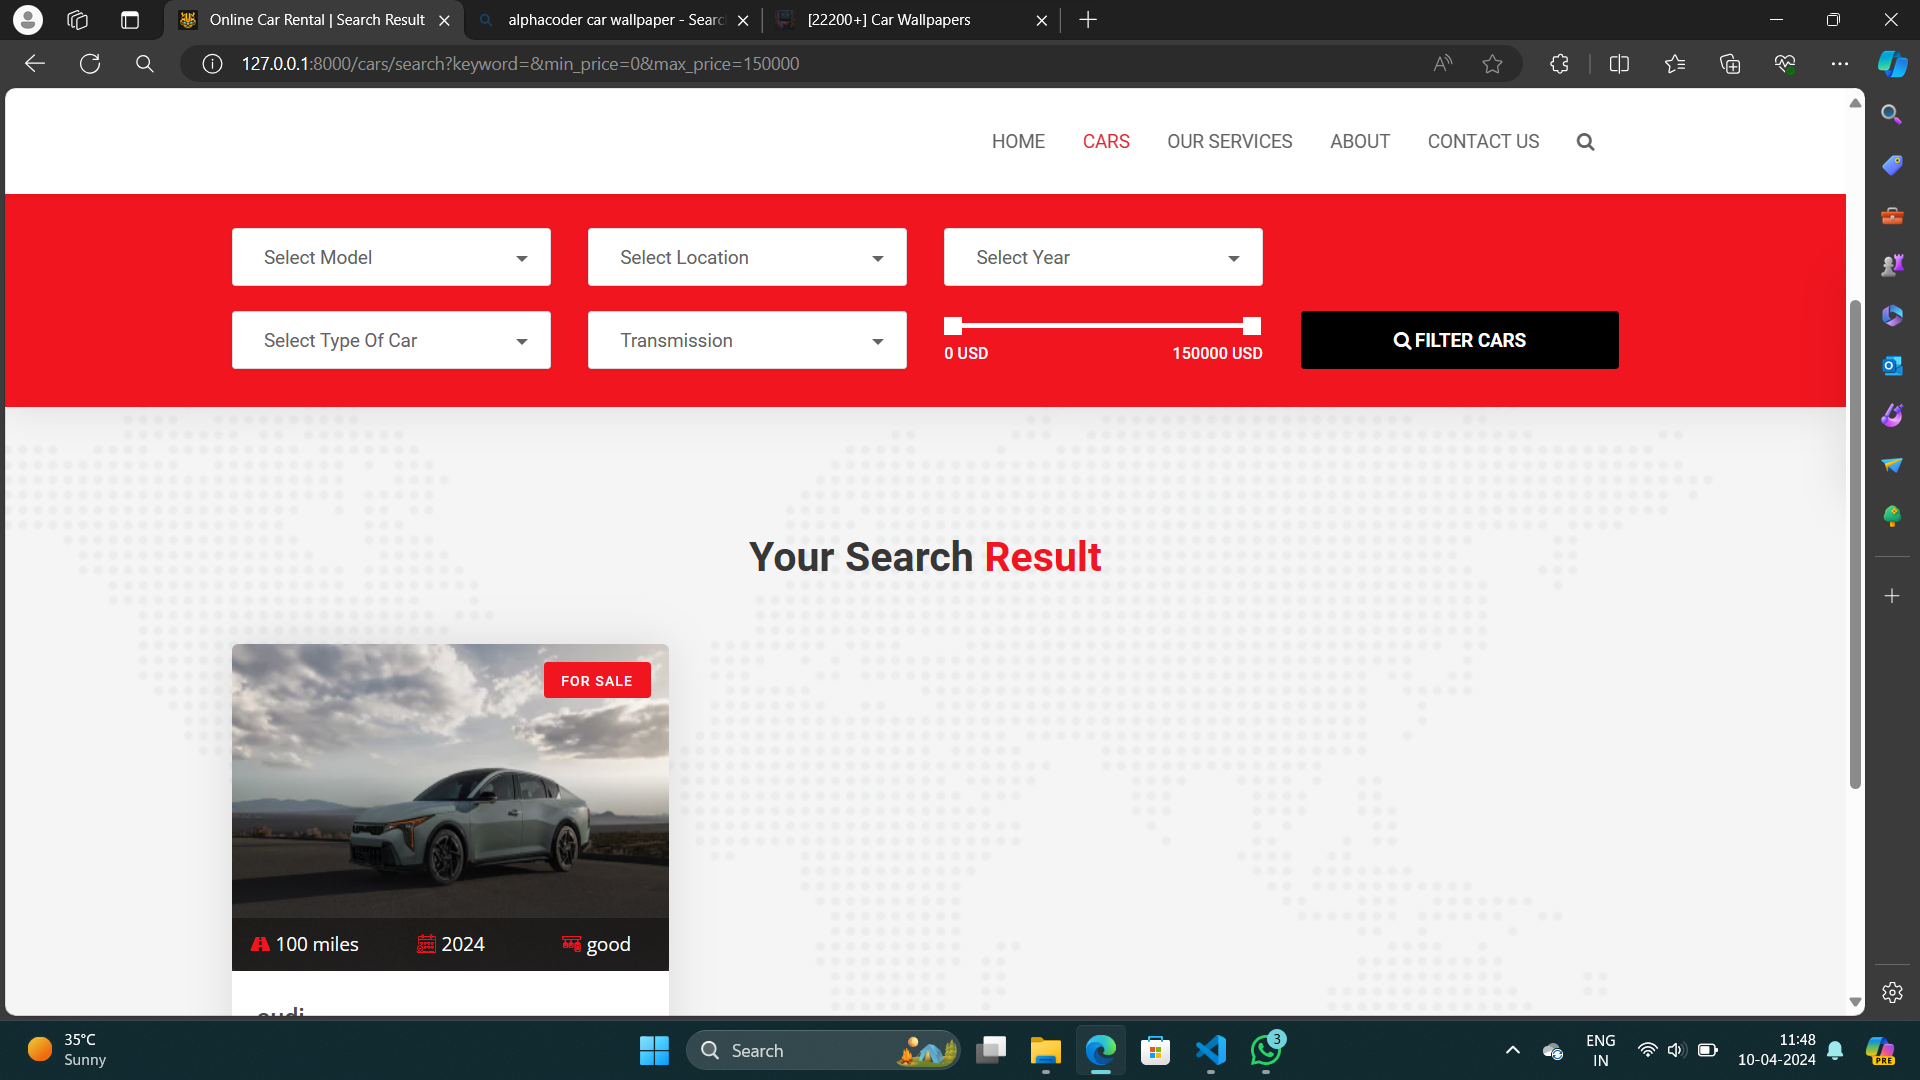 Online Car Rental | Search Result
alphacoder car wallpaper - Searc
[22200+] Car Wallpapers
127.0.0.1:8000/cars/search?keyword=&min_price=0&max_price=150000
HOME CARS OUR SERVICES ABOUT CONTACT US
Select Model
Select Location
Select Year
Select Type Of Car
Transmission
0 USD 150000 USD
FILTER CARS
Your Search Result
FOR SALE
100 miles 2024 good
audi
35°C
Sunny
Search
3
ENG
IN
11:48
10-04-2024
PRE